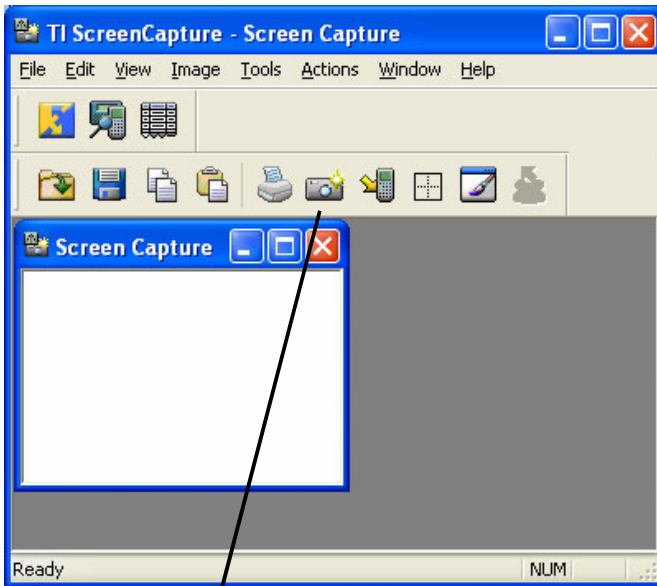 TI ScreenCapture - Screen Capture
File Edit View Image Tools Actions Window Help
Screen Capture
Ready NUM